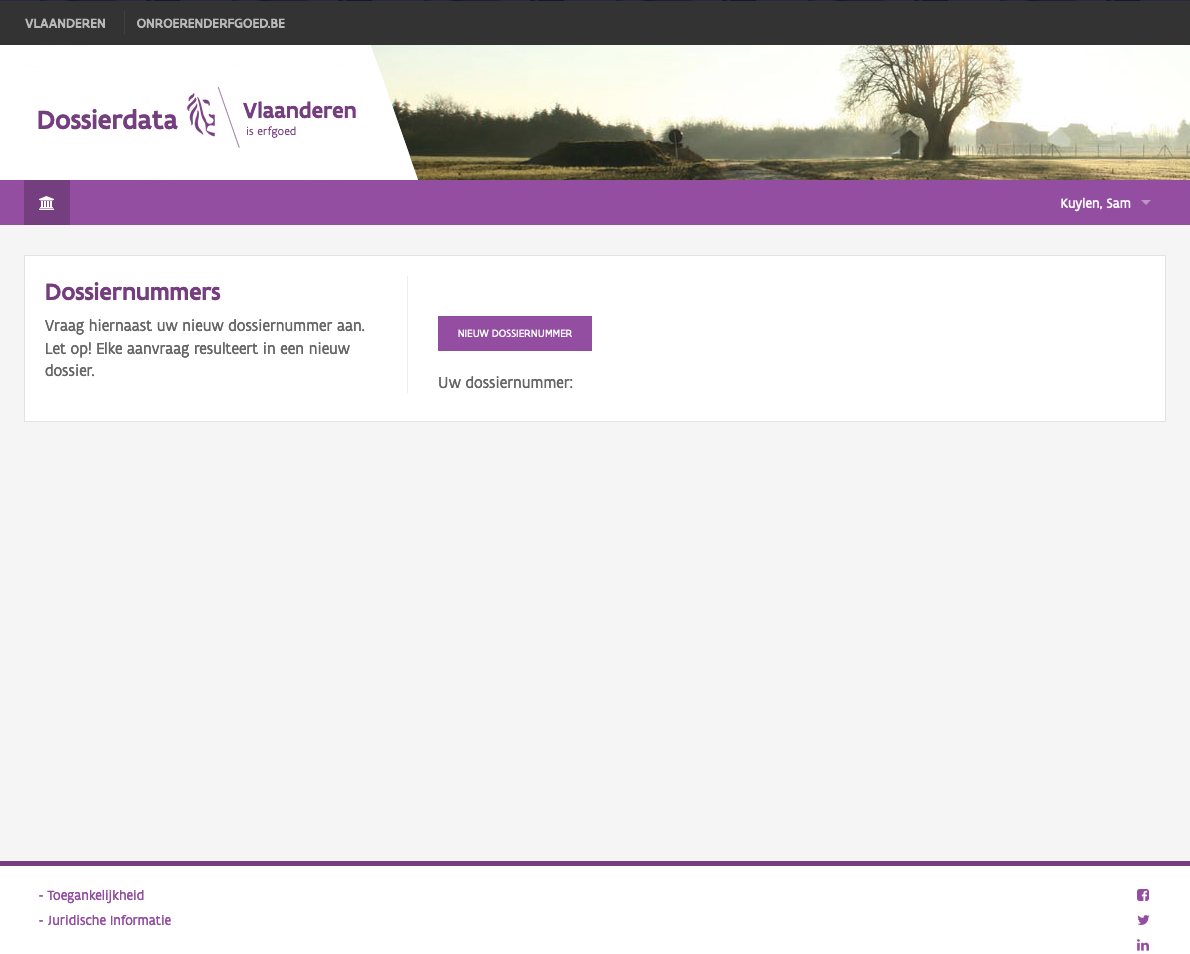 VLAANDEREN
ONROERENDERFGOED.BE
Dossierdata
Vlaanderen
is erfgoed
Kuylen, Sam
Dossiernummers
Vraag hiernaast uw nieuw dossiernummer aan.
Let op! Elke aanvraag resulteert in een nieuw
dossier.
NIEUW DOSSIERNUMMER
Uw dossiernummer:
- Toegankelijkheid
- Juridische Informatie